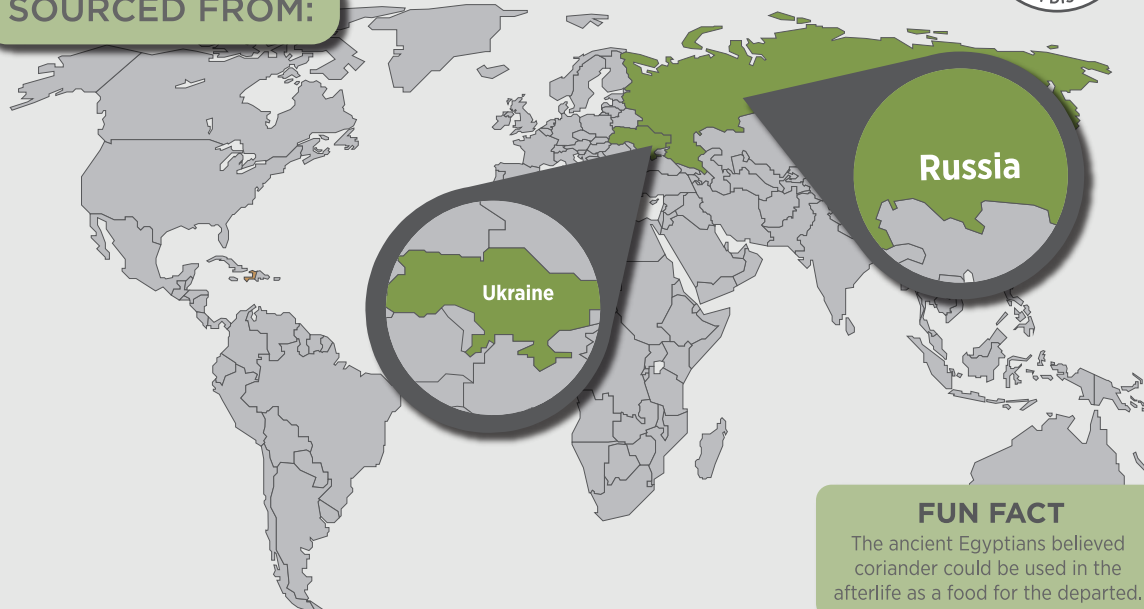 SOURCED FROM:
Russia
Ukraine
FUN FACT
The ancient Egyptians believed
coriander could be used in the
afterlife as a food for the departed.